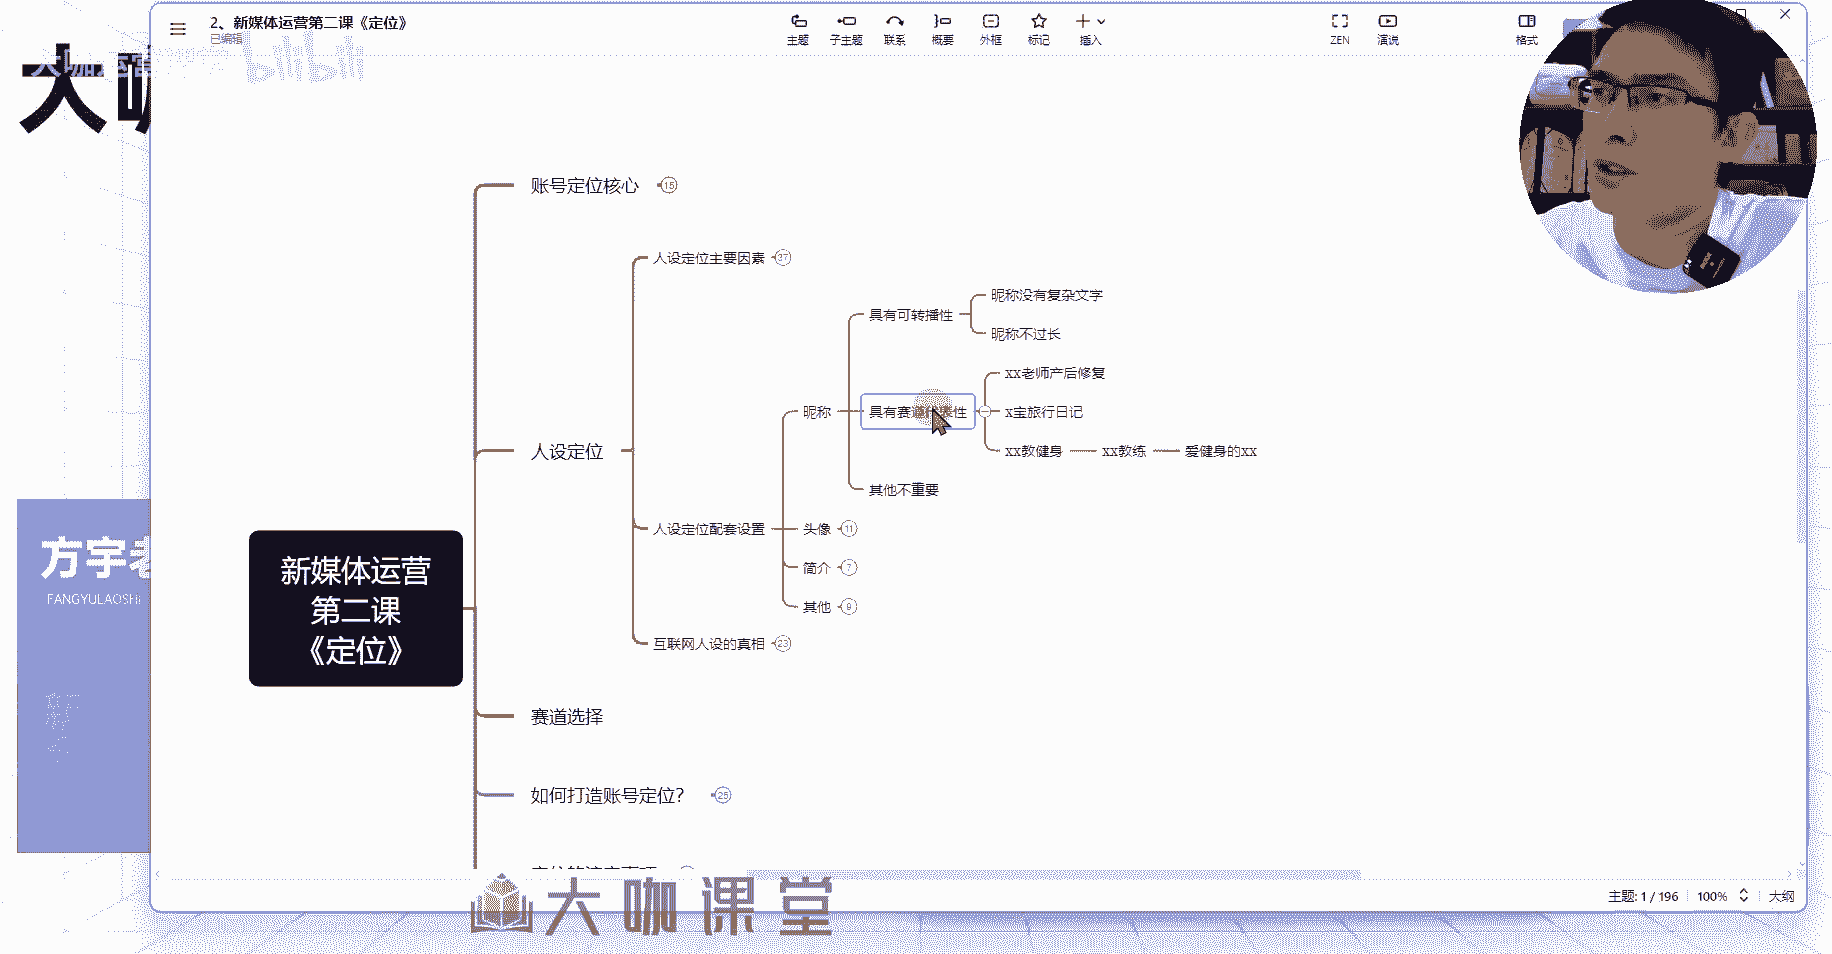 2、新媒体运营第二课《定位》
已编辑
主题
子主题
联系
概要
外框
标记
插入
ZEN
演说
格式
大咖运营
bilibili
大咖
账号定位核心
15
人设定位主要因素
37
具有可转播性
昵称没有复杂文字
昵称不过长
xx老师产后修复
昵称
具有赛道代表性
x宝旅行日记
人设定位
xx教健身
xx教练
爱健身的xx
其他不重要
人设定位配套设置
头像
11
简介
7
其他
9
互联网人设的真相
23
新媒体运营
第二课
《定位》
方宇老
FANGYULAOSHI
赛道选择
如何打造账号定位？
25
大咖课堂
主题: 1 / 196
100%
大纲